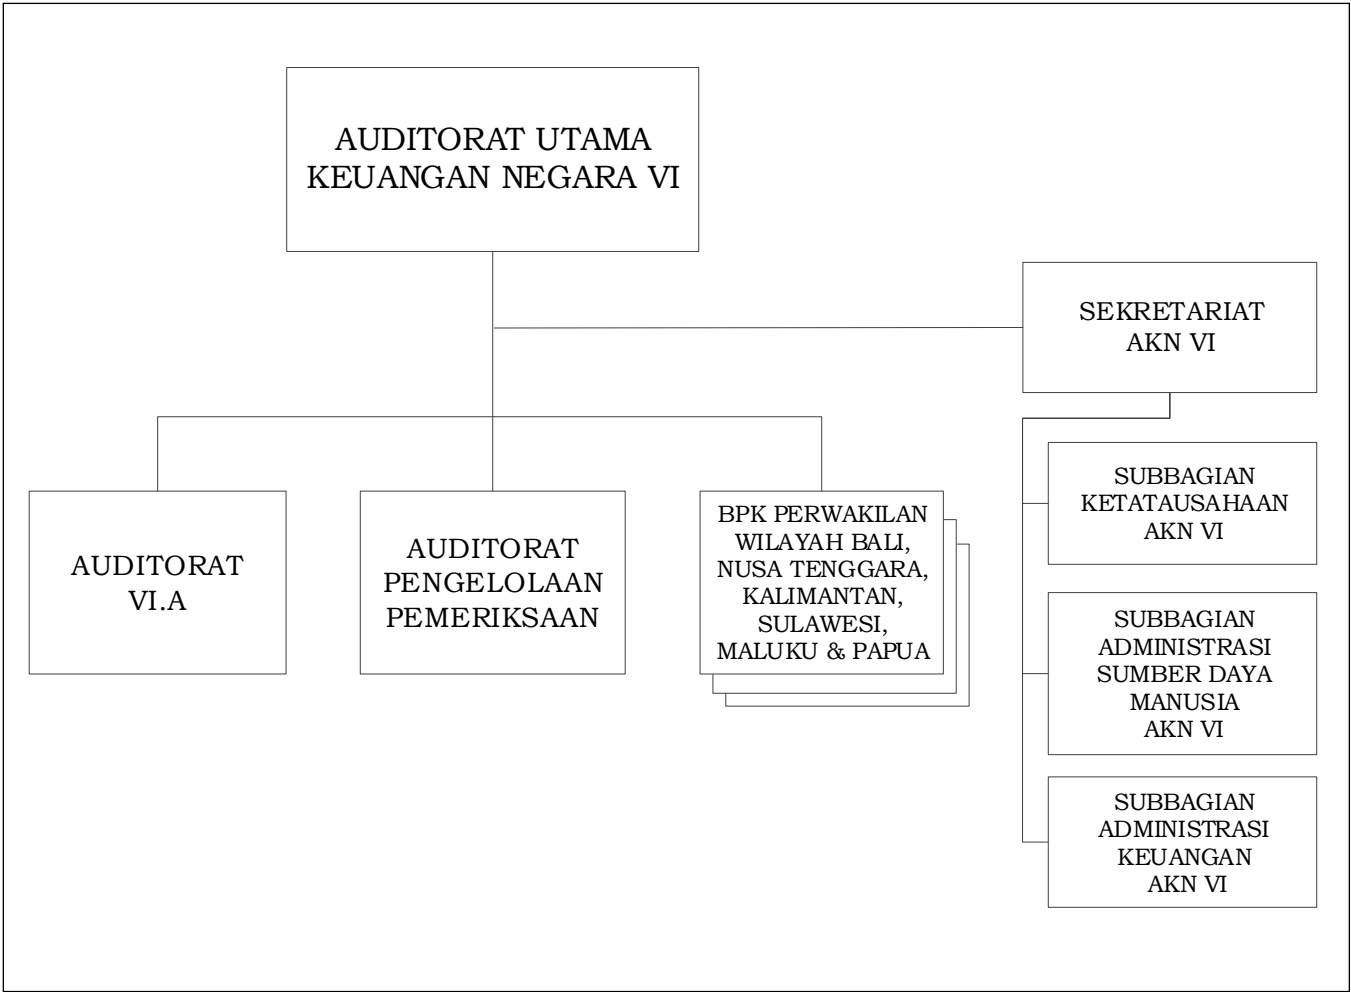 AUDITORAT UTAMA
KEUANGAN NEGARA VI
SEKRETARIAT
AKN VI
AUDITORAT
VI.A
AUDITORAT
PENGELOLAAN
PEMERIKSAAN
BPK PERWAKILAN
WILAYAH BALI,
NUSA TENGGARA,
KALIMANTAN,
SULAWESI,
MALUKU & PAPUA
SUBBAGIAN
KETATAUSAHAAN
AKN VI
SUBBAGIAN
ADMINISTRASI
SUMBER DAYA
MANUSIA
AKN VI
SUBBAGIAN
ADMINISTRASI
KEUANGAN
AKN VI